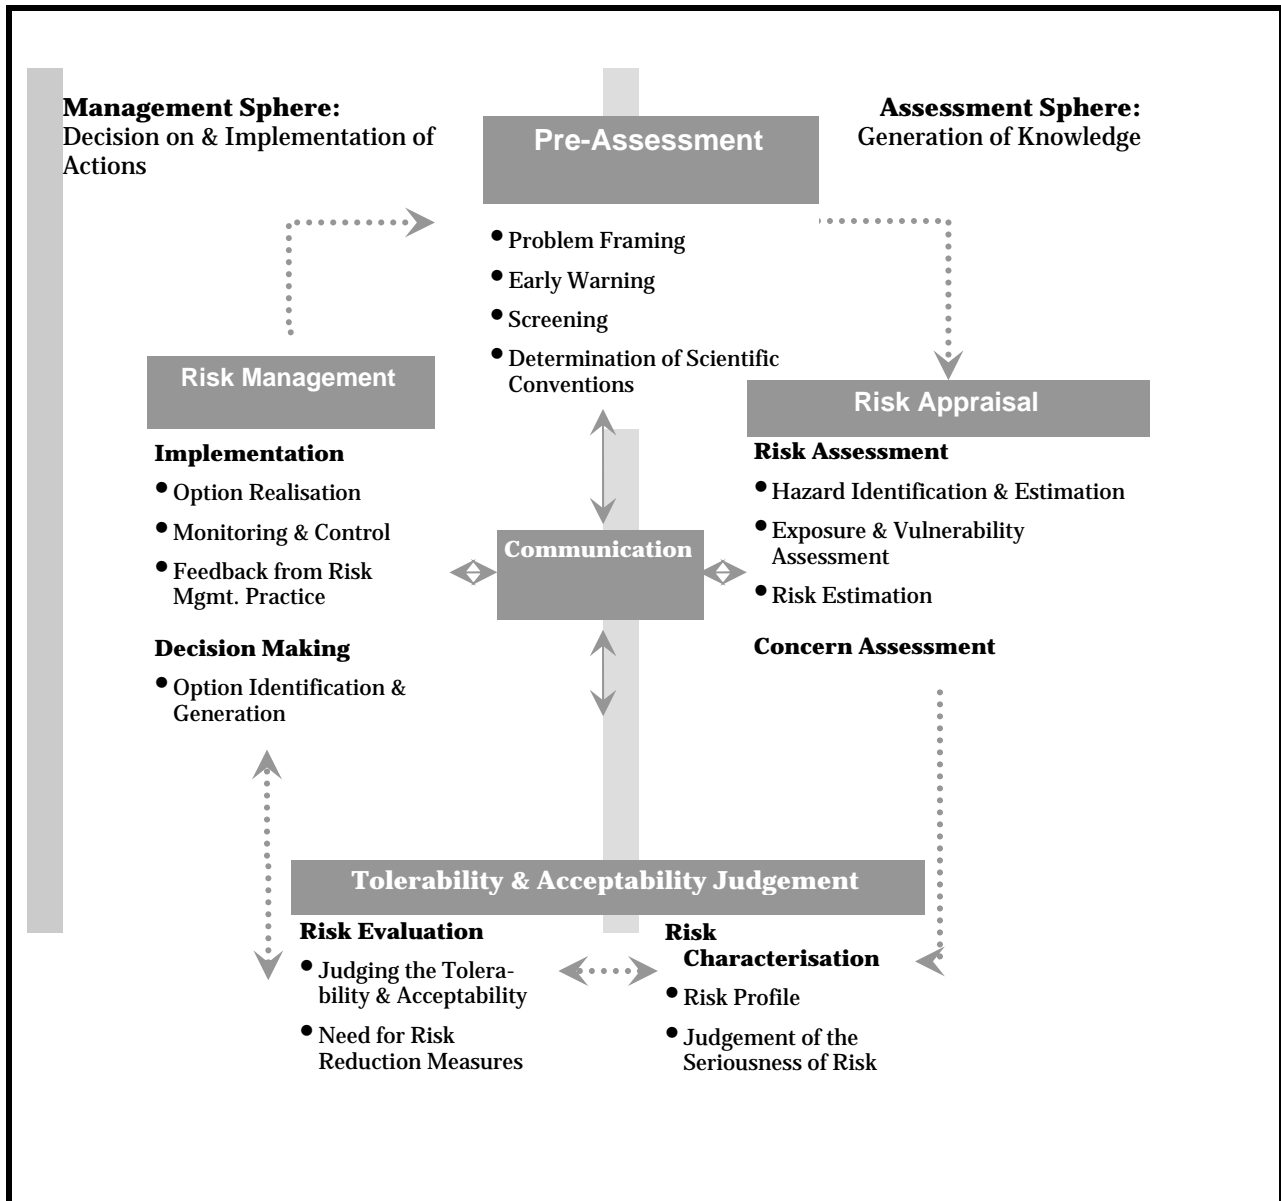 Management Sphere:
Decision on & Implementation of
Actions
Assessment Sphere:
Generation of Knowledge
Pre-Assessment
• Problem Framing
• Early Warning
• Screening
• Determination of Scientific
Conventions
Risk Management
Implementation
• Option Realisation
• Monitoring & Control
• Feedback from Risk
Mgmt. Practice
Decision Making
• Option Identification &
Generation
Communication
Risk Appraisal
Risk Assessment
• Hazard Identification & Estimation
• Exposure & Vulnerability
Assessment
• Risk Estimation
Concern Assessment
Tolerability & Acceptability Judgement
Risk Evaluation
• Judging the Tolera-
bility & Acceptability
• Need for Risk
Reduction Measures
Risk
Characterisation
• Risk Profile
• Judgement of the
Seriousness of Risk